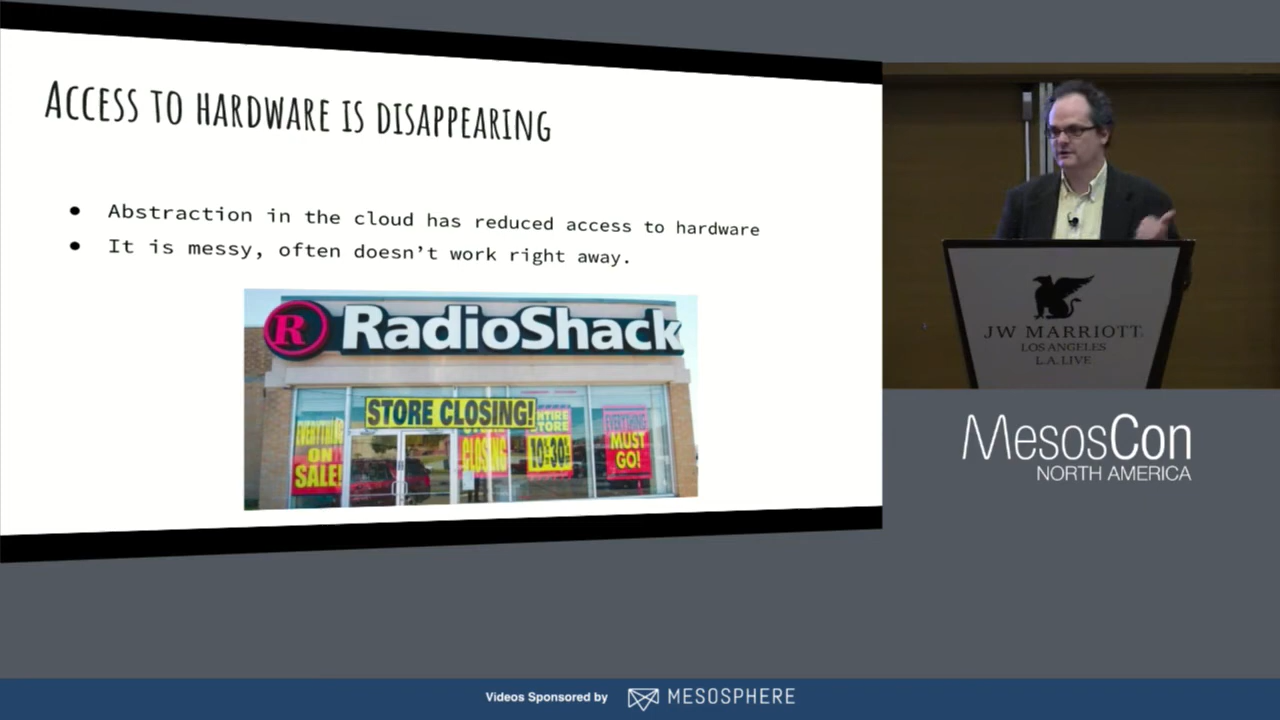 ACCESS TO HARDWARE IS DISAPPEARING
● Abstraction in the cloud has reduced access to hardware
● It is messy, often doesn't work right away.
R RadioShack
STORE CLOSING!
EVERYTHING
ON
SALE!
STORE
CLOSING
ENTIRE
STORE
EVERYTHING
MUST
GO!
JW MARRIOTT
LOS ANGELES
L.A. LIVE
MesosCon
NORTH AMERICA
Videos Sponsored by MESOSPHERE